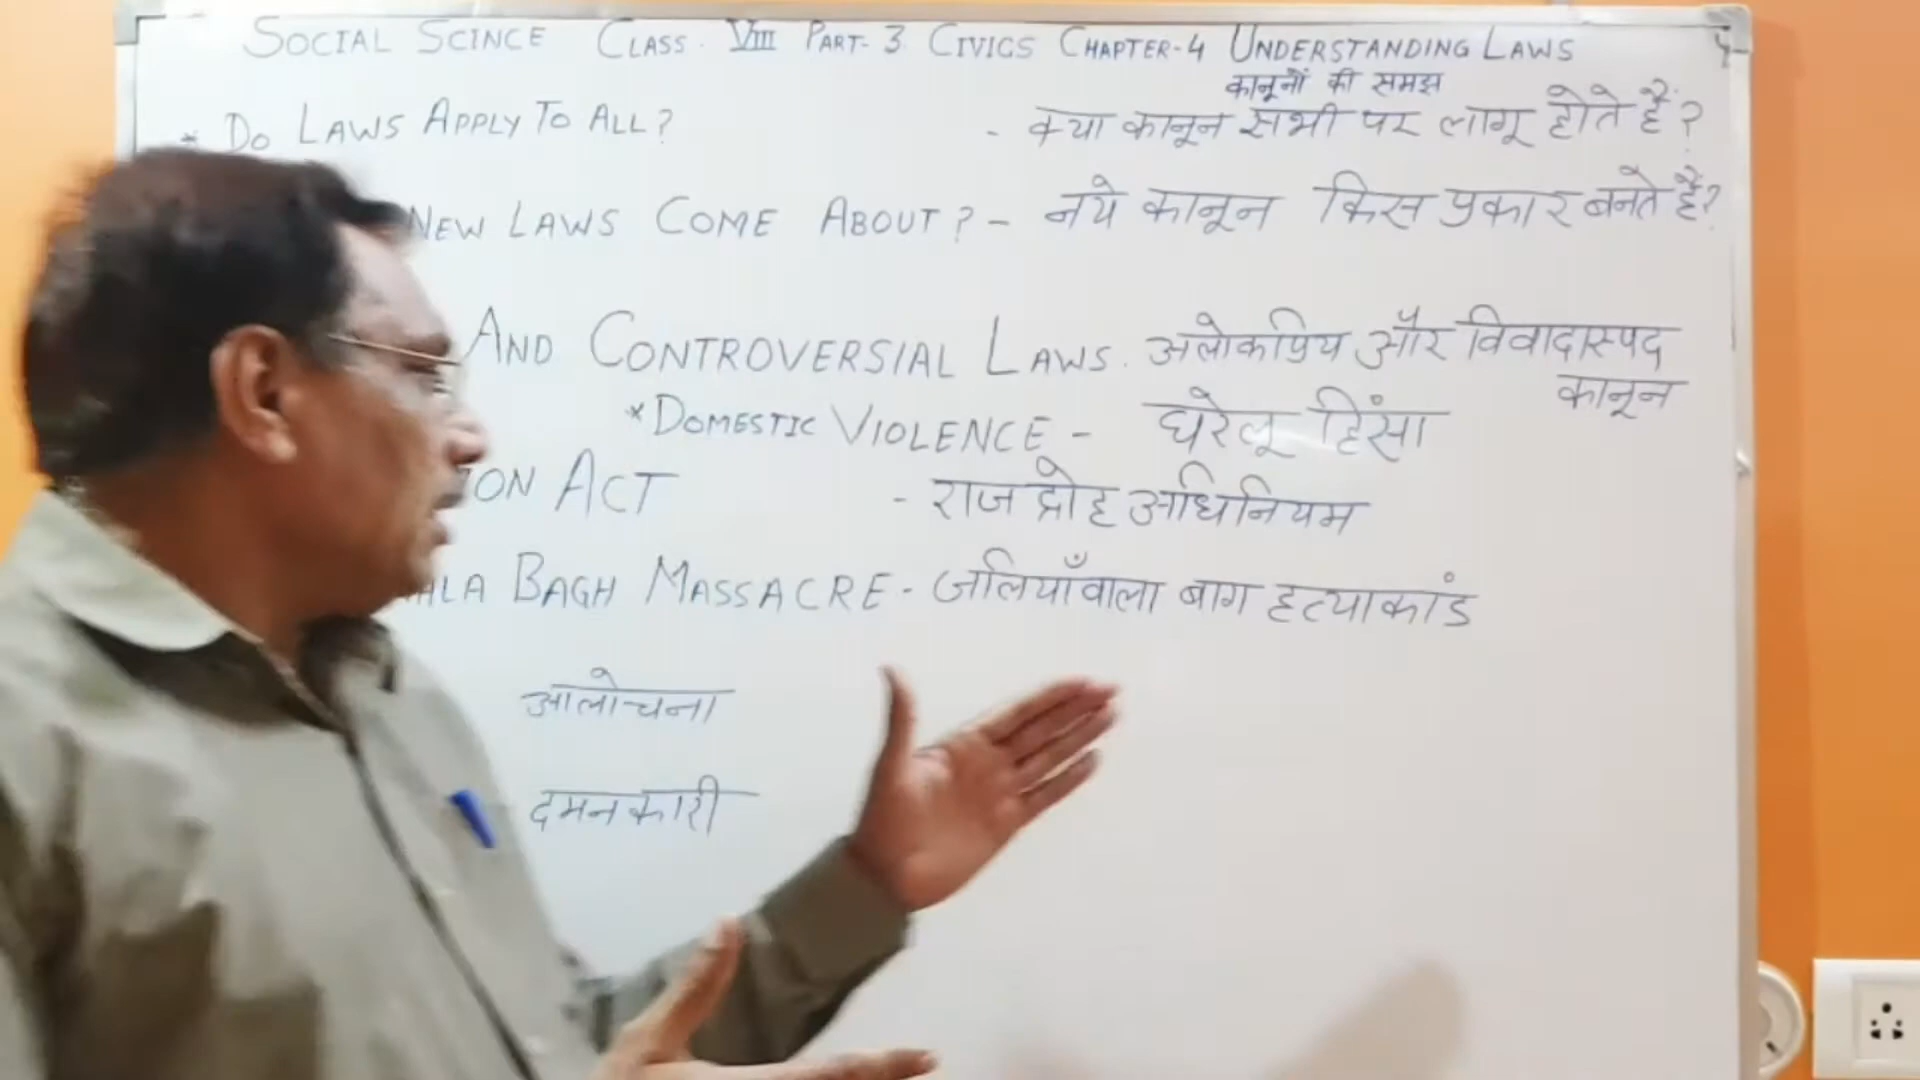 SOCIAL SCINCE CLASS. VIII PART-3 CIVICS CHAPTER-4 UNDERSTANDING LAWS
कानूनों की समझ
* DO LAWS APPLY TO ALL? - क्या कानून सभी पर लागू होते हैं?
NEW LAWS COME ABOUT? - नये कानून किस प्रकार बनते हैं?
AND CONTROVERSIAL LAWS. अलोकप्रिय और विवादास्पद
कानून
* DOMESTIC VIOLENCE - घरेलू हिंसा
ION ACT - राज द्रोह अधिनियम
ALA BAGH MASSACRE - जलियाँवाला बाग हत्याकांड
आलोचना
दमनकारी